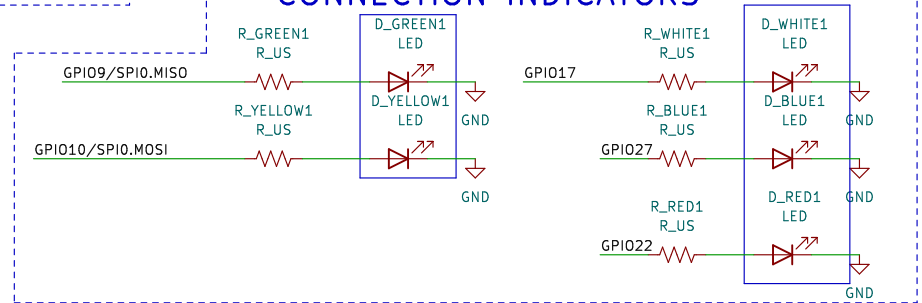 CONNECTION INDICATORS
R_GREEN1
R_US
D_GREEN1
LED
GPIO9/SPI0.MISO
GND
R_YELLOW1
R_US
D_YELLOW1
LED
GPIO10/SPI0.MOSI
GND
R_WHITE1
R_US
D_WHITE1
LED
GPIO17
GND
R_BLUE1
R_US
D_BLUE1
LED
GPIO27
GND
R_RED1
R_US
D_RED1
LED
GPIO22
GND